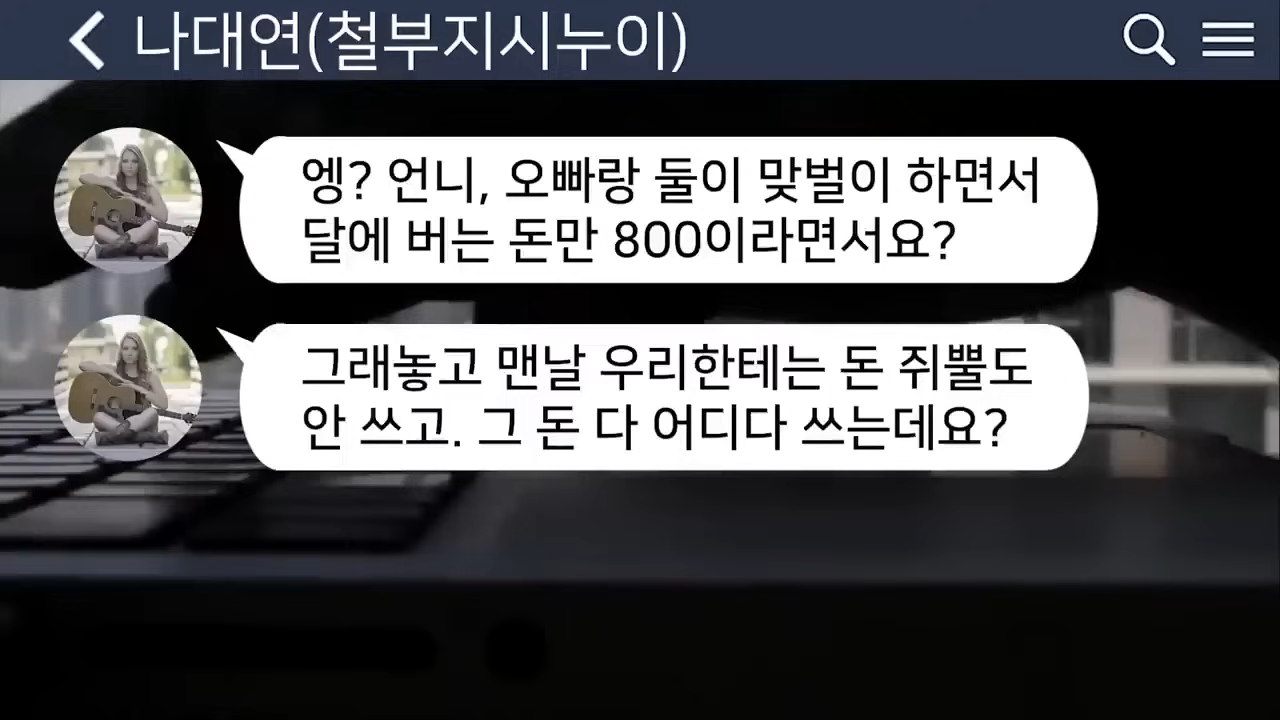 나대연(철부지시누이)
엥? 언니, 오빠랑 둘이 맞벌이 하면서
달에 버는 돈만 800이라면서요?
그래놓고 맨날 우리한테는 돈 쥐뿔도
안 쓰고. 그 돈 다 어디다 쓰는데요?